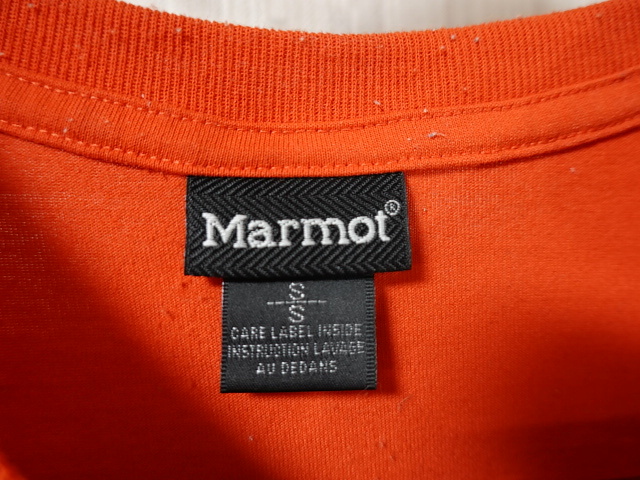 Marmot®
S
S
CARE LABEL INSIDE
INSTRUCTION LAVAGE
AU DEDANS